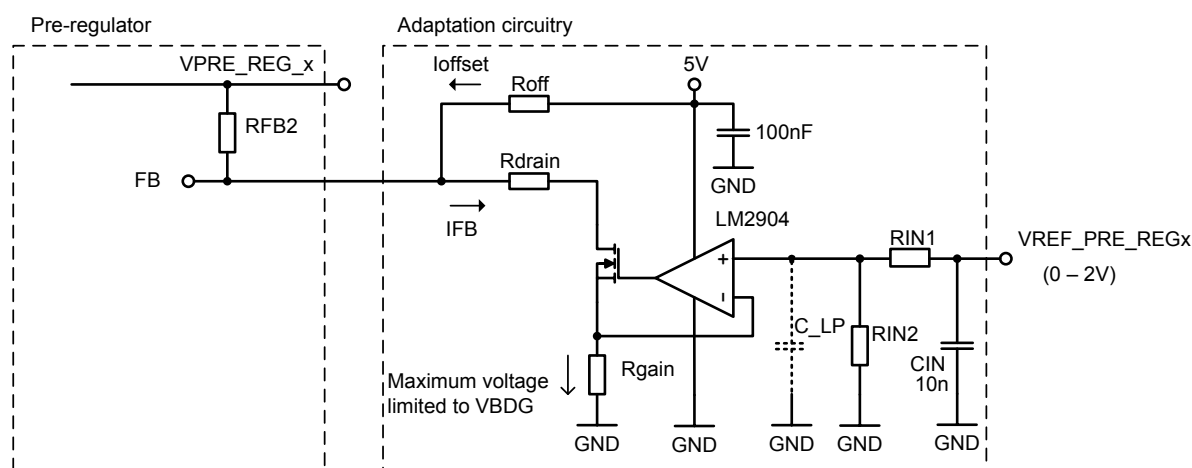 Pre-regulator
Adaptation circuitry
VPRE_REG_x
Ioffset
Roff
5V
RFB2
100nF
FB
Rdrain
GND
IFB
LM2904
RIN1
VREF_PRE_REGx
(0 – 2V)
+
-
C_LP
RIN2
CIN
10n
Rgain
Maximum voltage
limited to VBDG
GND
GND
GND
GND
GND